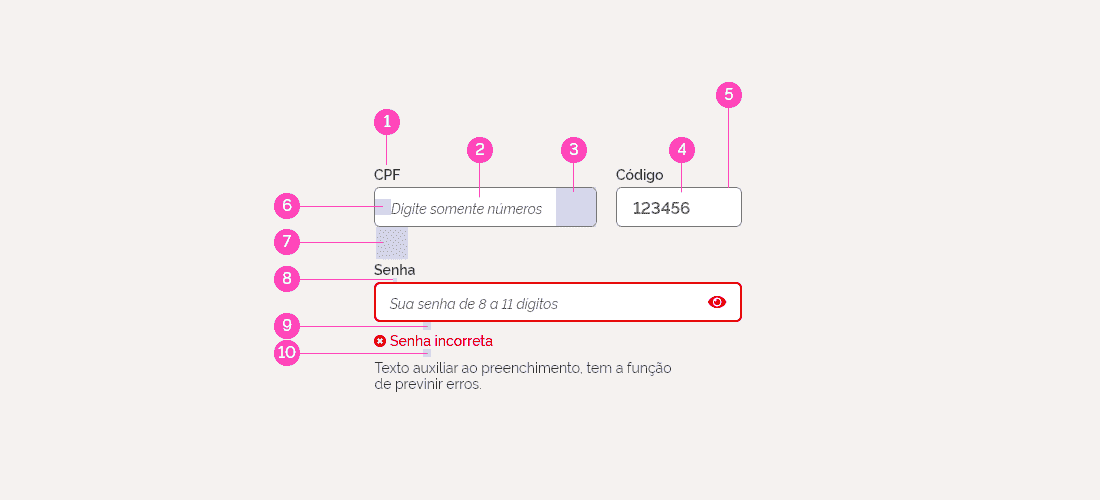 5
1
2
3
4
CPF
Código
6
Digite somente números
123456
7
Senha
8
Sua senha de 8 a 11 dígitos
9
Senha incorreta
10
Texto auxiliar ao preenchimento, tem a função
de previnir erros.